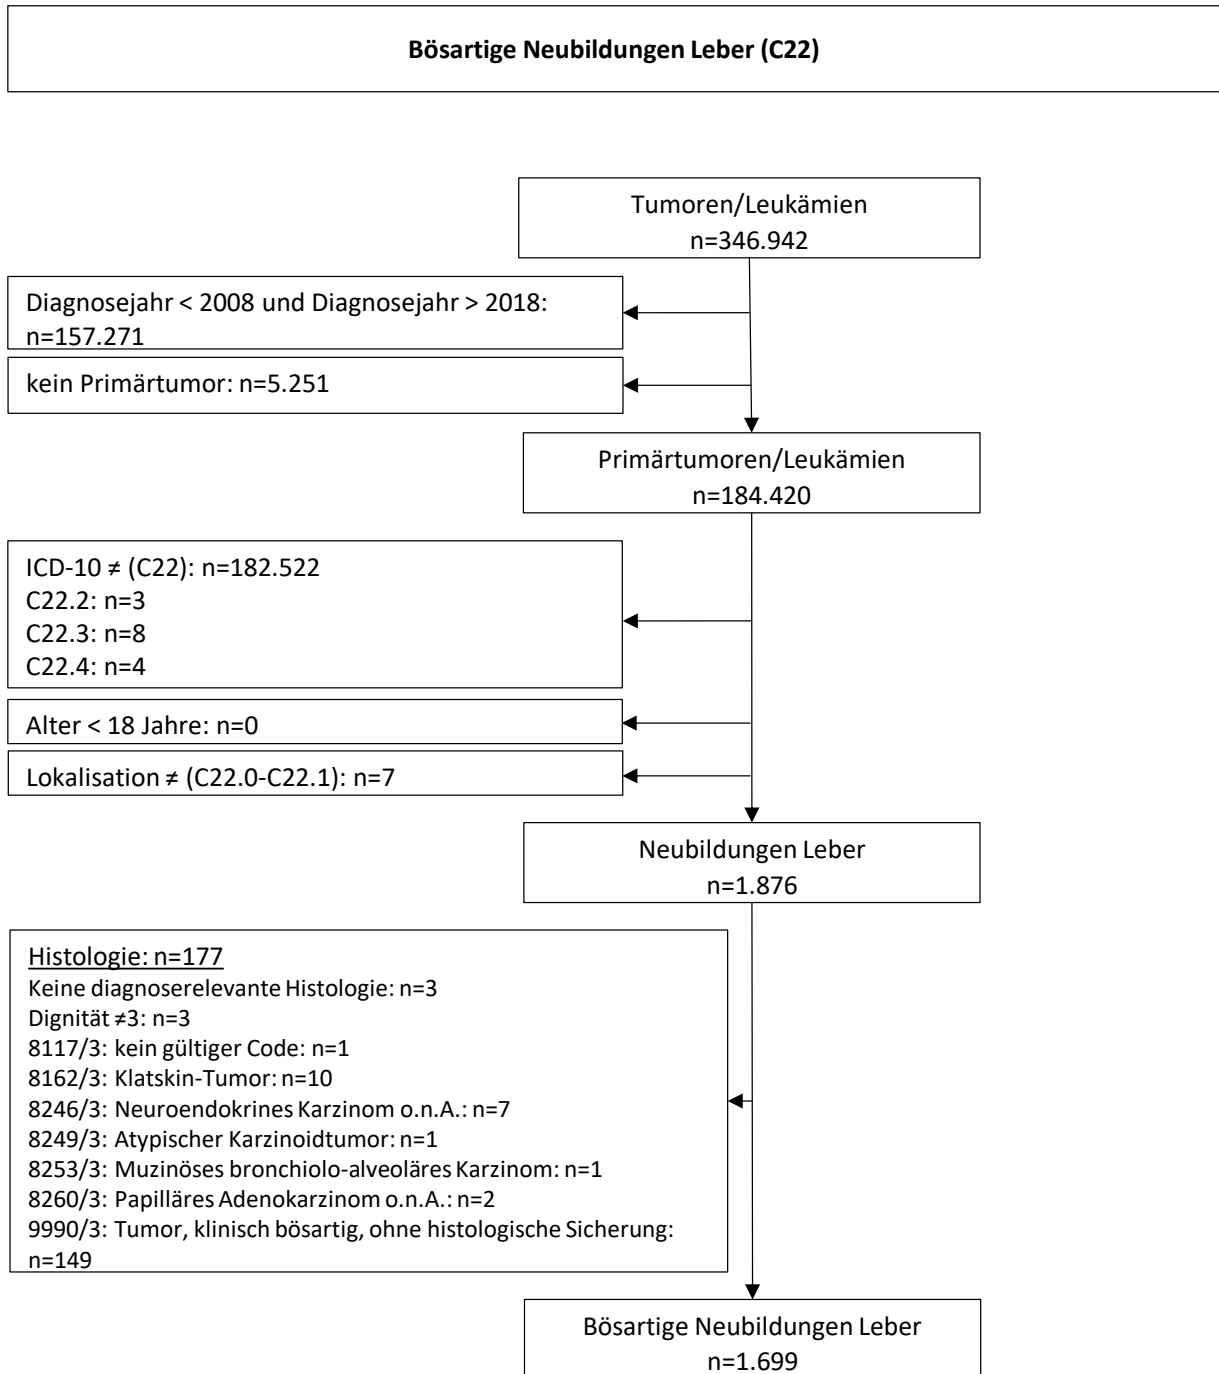 Bösartige Neubildungen Leber (C22)
Tumoren/Leukämien
n=346.942
Diagnosejahr < 2008 und Diagnosejahr > 2018:
n=157.271
kein Primärtumor: n=5.251
Primärtumoren/Leukämien
n=184.420
ICD-10 ≠ (C22): n=182.522
C22.2: n=3
C22.3: n=8
C22.4: n=4
Alter < 18 Jahre: n=0
Lokalisation ≠ (C22.0-C22.1): n=7
Neubildungen Leber
n=1.876
Histologie: n=177
Keine diagnoserelevante Histologie: n=3
Dignität ≠3: n=3
8117/3: kein gültiger Code: n=1
8162/3: Klatskin-Tumor: n=10
8246/3: Neuroendokrines Karzinom o.n.A.: n=7
8249/3: Atypischer Karzinoidtumor: n=1
8253/3: Muzinöses bronchiolo-alveoläres Karzinom: n=1
8260/3: Papilläres Adenokarzinom o.n.A.: n=2
9990/3: Tumor, klinisch bösartig, ohne histologische Sicherung:
n=149
Bösartige Neubildungen Leber
n=1.699